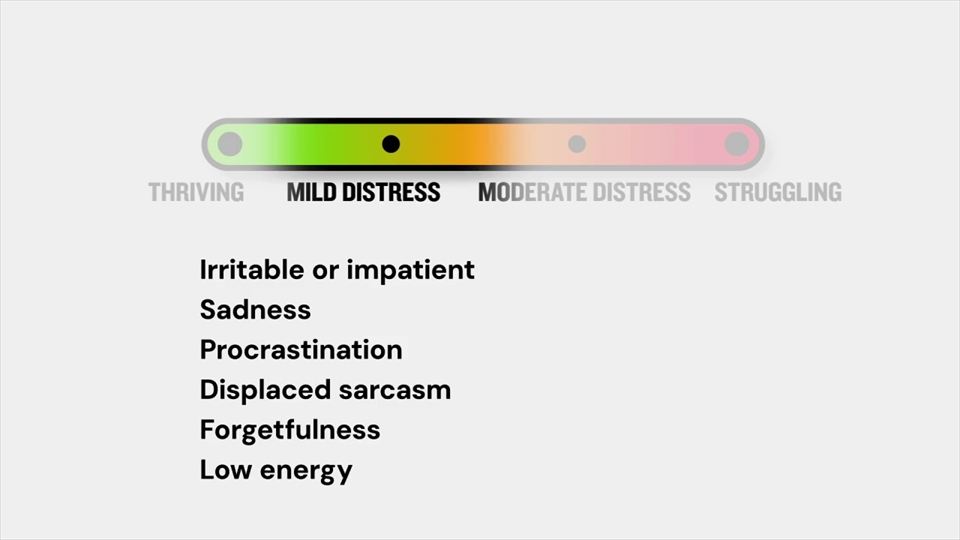 THRIVING MILD DISTRESS MODERATE DISTRESS STRUGGLING
Irritable or impatient
Sadness
Procrastination
Displaced sarcasm
Forgetfulness
Low energy